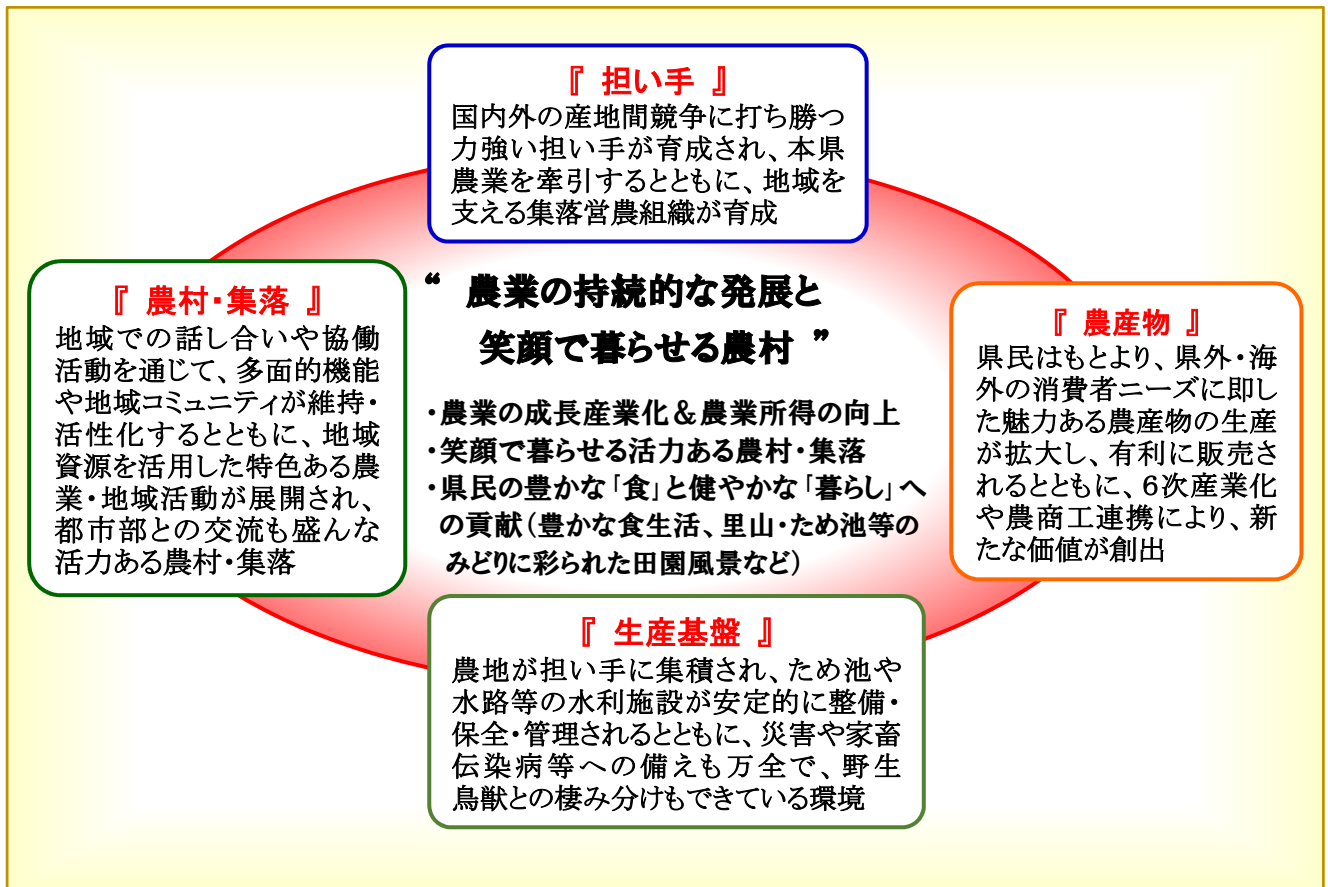 『 担い手 』
国内外の産地間競争に打ち勝つ
力強い担い手が育成され、本県
農業を牽引するとともに、地域を
支える集落営農組織が育成
『 農村・集落 』
地域での話し合いや協働
活動を通じて、多面的機能
や地域コミュニティが維持・
活性化するとともに、地域
資源を活用した特色ある農
業・地域活動が展開され、
都市部との交流も盛んな
活力ある農村・集落
“ 農業の持続的な発展と
笑顔で暮らせる農村 ”
・農業の成長産業化＆農業所得の向上
・笑顔で暮らせる活力ある農村・集落
・県民の豊かな「食」と健やかな「暮らし」へ
の貢献（豊かな食生活、里山・ため池等の
みどりに彩られた田園風景など）
『 農産物 』
県民はもとより、県外・海
外の消費者ニーズに即し
た魅力ある農産物の生産
が拡大し、有利に販売さ
れるとともに、６次産業化
や農商工連携により、新
たな価値が創出
『 生産基盤 』
農地が担い手に集積され、ため池や
水路等の水利施設が安定的に整備・
保全・管理されるとともに、災害や家畜
伝染病等への備えも万全で、野生
鳥獣との棲み分けもできている環境